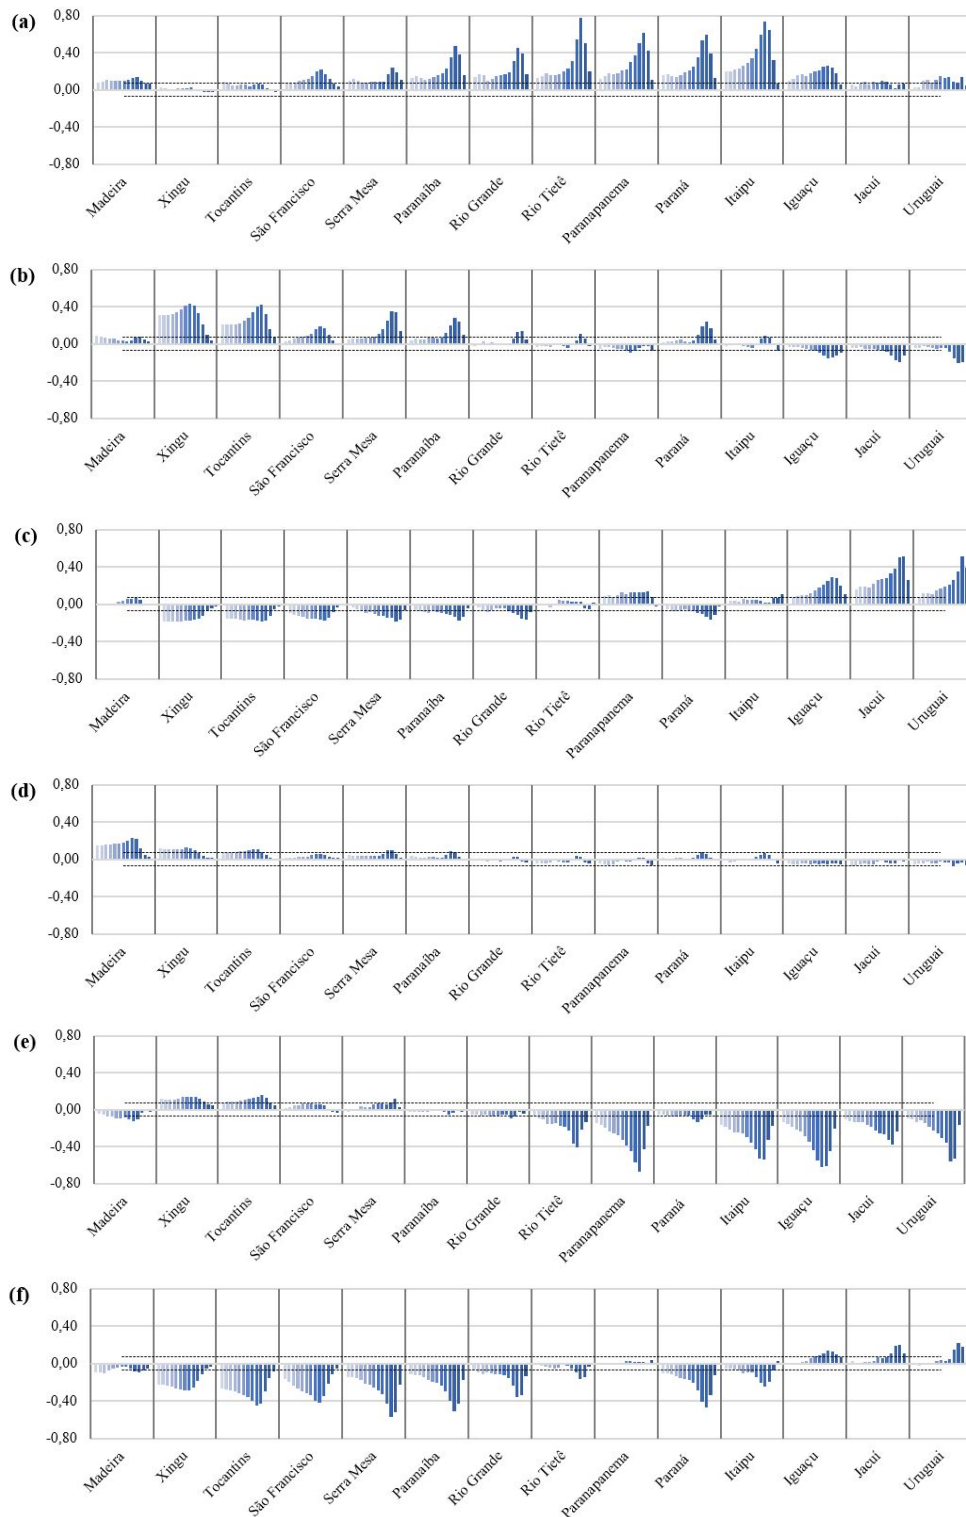 (a)
0,80
0,40
0,00
-0,40
-0,80
Madeira
Xingu
Tocantins
São Francisco
Serra Mesa
Paranaíba
Rio Grande
Rio Tietê
Paranapanema
Paraná
Itaipu
Iguaçu
Jacuí
Uruguai
(b)
0,80
0,40
0,00
-0,40
-0,80
Madeira
Xingu
Tocantins
São Francisco
Serra Mesa
Paranaíba
Rio Grande
Rio Tietê
Paranapanema
Paraná
Itaipu
Iguaçu
Jacuí
Uruguai
(c)
0,80
0,40
0,00
-0,40
-0,80
Madeira
Xingu
Tocantins
São Francisco
Serra Mesa
Paranaíba
Rio Grande
Rio Tietê
Paranapanema
Paraná
Itaipu
Iguaçu
Jacuí
Uruguai
(d)
0,80
0,40
0,00
-0,40
-0,80
Madeira
Xingu
Tocantins
São Francisco
Serra Mesa
Paranaíba
Rio Grande
Rio Tietê
Paranapanema
Paraná
Itaipu
Iguaçu
Jacuí
Uruguai
(e)
0,80
0,40
0,00
-0,40
-0,80
Madeira
Xingu
Tocantins
São Francisco
Serra Mesa
Paranaíba
Rio Grande
Rio Tietê
Paranapanema
Paraná
Itaipu
Iguaçu
Jacuí
Uruguai
(f)
0,80
0,40
0,00
-0,40
-0,80
Madeira
Xingu
Tocantins
São Francisco
Serra Mesa
Paranaíba
Rio Grande
Rio Tietê
Paranapanema
Paraná
Itaipu
Iguaçu
Jacuí
Uruguai